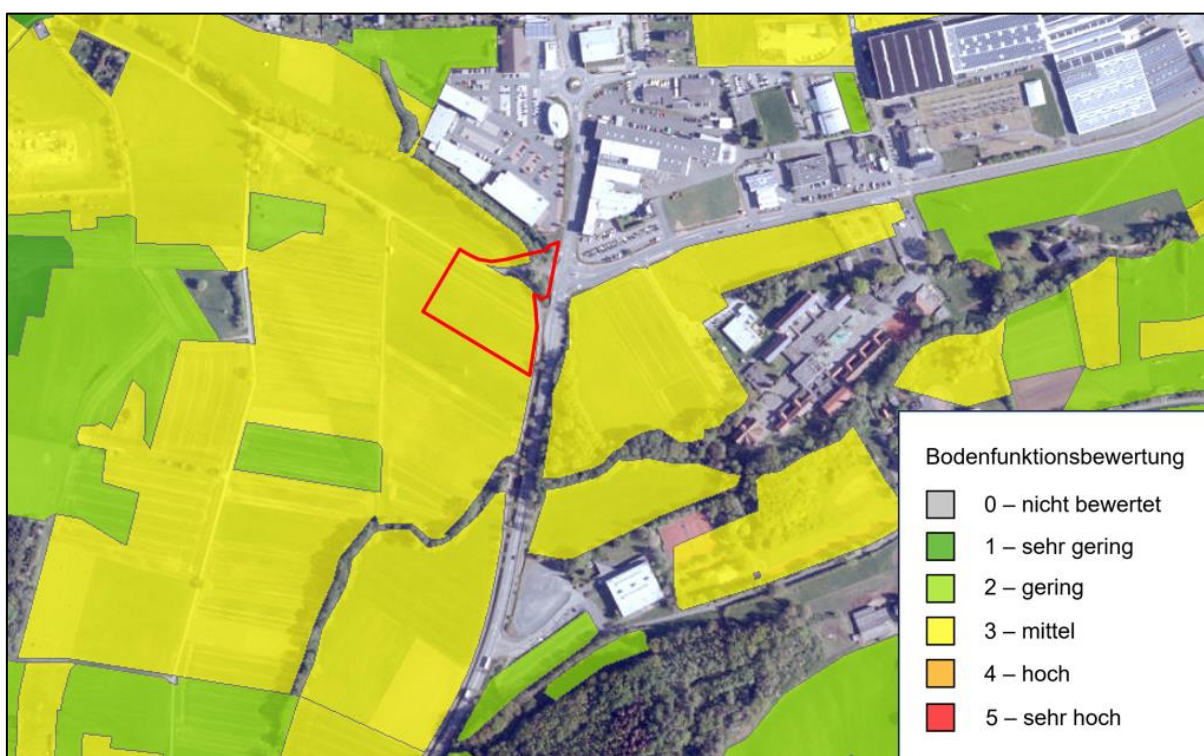 Bodenfunktionsbewertung
0 – nicht bewertet
1 – sehr gering
2 – gering
3 – mittel
4 – hoch
5 – sehr hoch